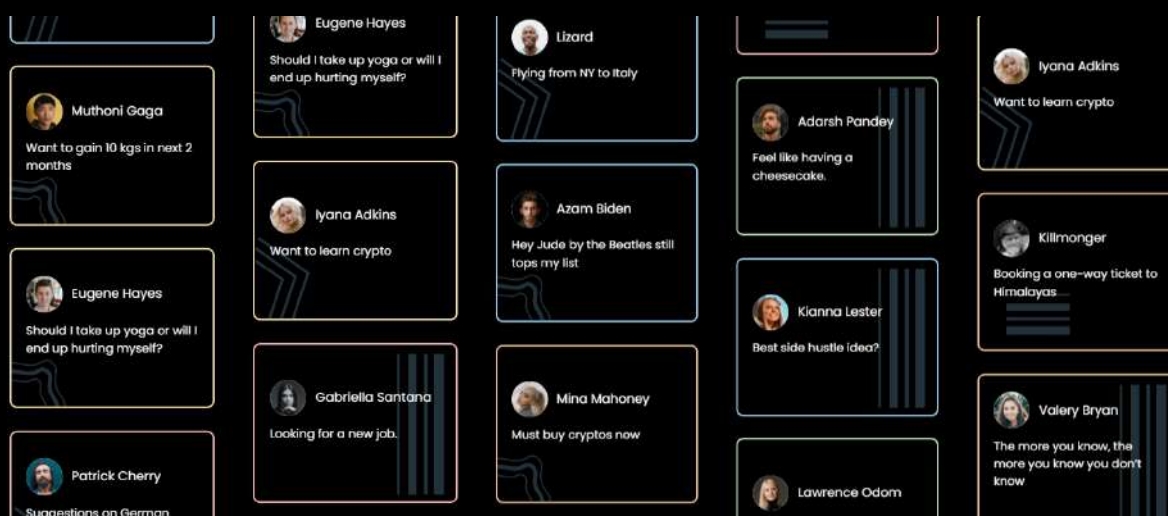 Muthoni Gaga
Want to gain 10 kgs in next 2
months
Eugene Hayes
Should I take up yoga or will I
end up hurting myself?
Patrick Cherry
Suggestions on German
Eugene Hayes
Should I take up yoga or will I
end up hurting myself?
Iyana Adkins
Want to learn crypto
Gabriella Santana
Looking for a new job.
Lizard
Flying from NY to Italy
Azam Biden
Hey Jude by the Beatles still
tops my list
Mina Mahoney
Must buy cryptos now
Adarsh Pandey
Feel like having a
cheesecake.
Kianna Lester
Best side hustle idea?
Lawrence Odom
Iyana Adkins
Want to learn crypto
Killmonger
Booking a one-way ticket to
Himalayas
Valery Bryan
The more you know, the
more you know you don't
know